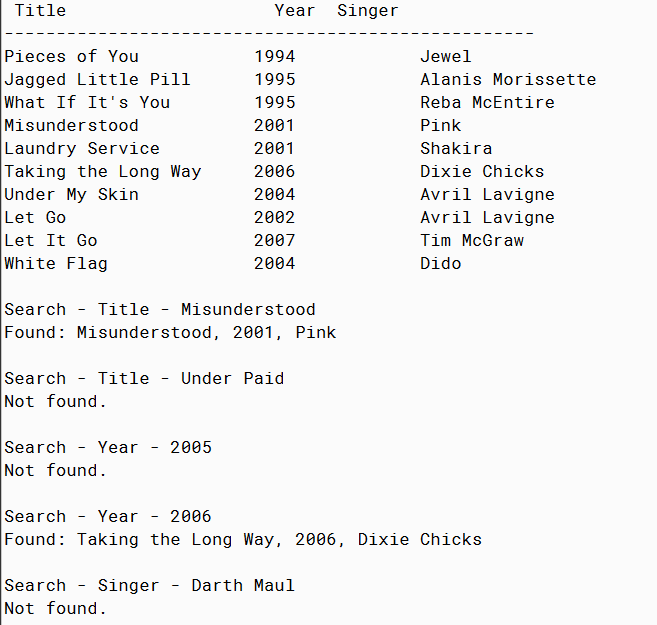 Title Year Singer
---------------------------------------------------
Pieces of You 1994 Jewel
Jagged Little Pill 1995 Alanis Morissette
What If It's You 1995 Reba McEntire
Misunderstood 2001 Pink
Laundry Service 2001 Shakira
Taking the Long Way 2006 Dixie Chicks
Under My Skin 2004 Avril Lavigne
Let Go 2002 Avril Lavigne
Let It Go 2007 Tim McGraw
White Flag 2004 Dido
Search - Title - Misunderstood
Found: Misunderstood, 2001, Pink
Search - Title - Under Paid
Not found.
Search - Year - 2005
Not found.
Search - Year - 2006
Found: Taking the Long Way, 2006, Dixie Chicks
Search - Singer - Darth Maul
Not found.